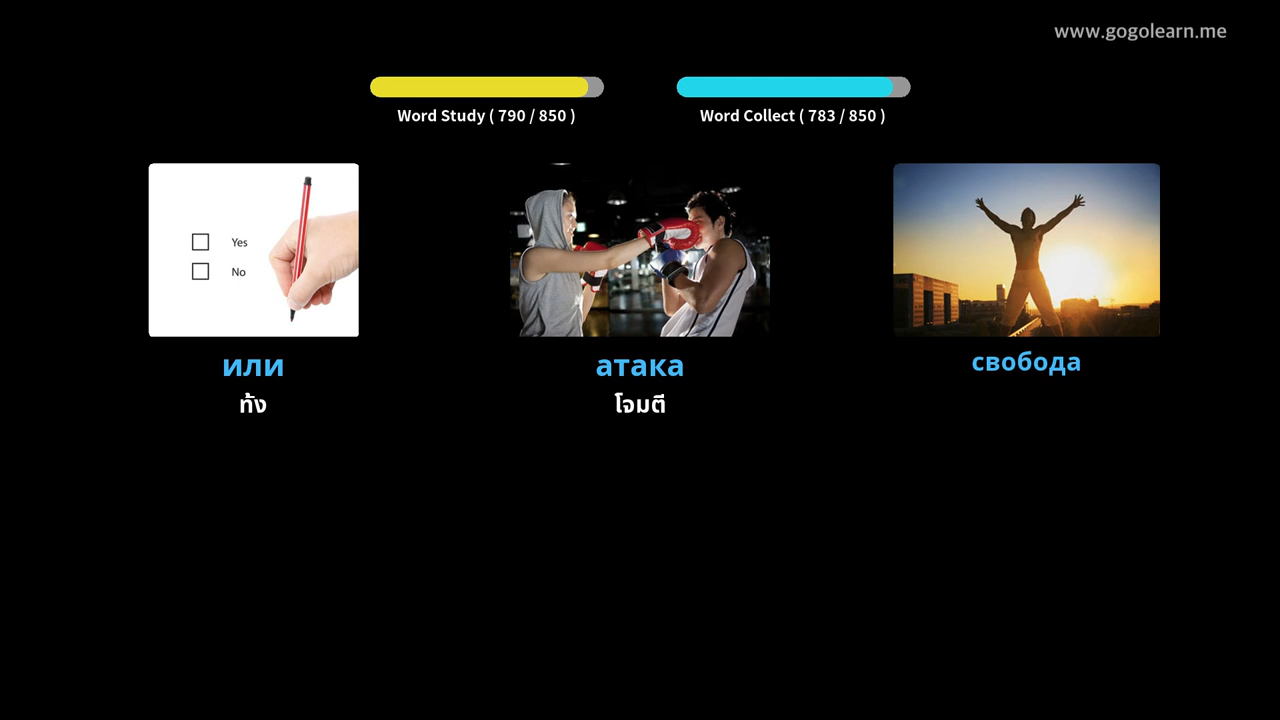 www.gogolearn.me
Word Study ( 790 / 850 )
Word Collect ( 783 / 850 )
Yes
No
или
атака
свобода
ทั้ง
โจมตี